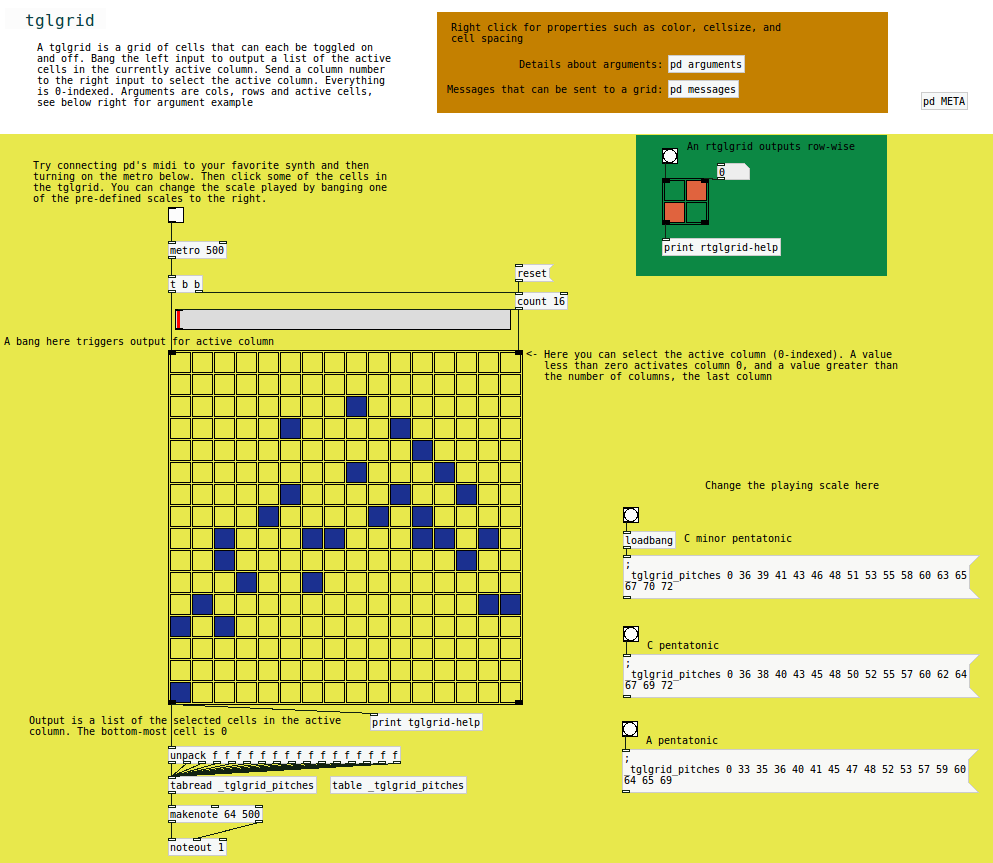 tglgrid
A tglgrid is a grid of cells that can each be toggled on
and off. Bang the left input to output a list of the active
cells in the currently active column. Send a column number
to the right input to select the active column. Everything
is 0-indexed. Arguments are cols, rows and active cells,
see below right for argument example
Right click for properties such as color, cellsize, and
cell spacing
Details about arguments:
pd arguments
Messages that can be sent to a grid:
pd messages
pd META
Try connecting pd's midi to your favorite synth and then
turning on the metro below. Then click some of the cells in
the tglgrid. You can change the scale played by banging one
of the pre-defined scales to the right.
An rtglgrid outputs row-wise
0
print rtglgrid-help
metro 500
t b b
reset
count 16
A bang here triggers output for active column
<- Here you can select the active column (0-indexed). A value
less than zero activates column 0, and a value greater than
the number of columns, the last column
Change the playing scale here
loadbang
C minor pentatonic
;
_tglgrid_pitches 0 36 39 41 43 46 48 51 53 55 58 60 63 65
67 70 72
C pentatonic
;
_tglgrid_pitches 0 36 38 40 43 45 48 50 52 55 57 60 62 64
67 69 72
A pentatonic
;
_tglgrid_pitches 0 33 35 36 40 41 45 47 48 52 53 57 59 60
64 65 69
Output is a list of the selected cells in the active
column. The bottom-most cell is 0
print tglgrid-help
unpack f f f f f f f f f f f f f f f f
tabread _tglgrid_pitches
table _tglgrid_pitches
makenote 64 500
noteout 1